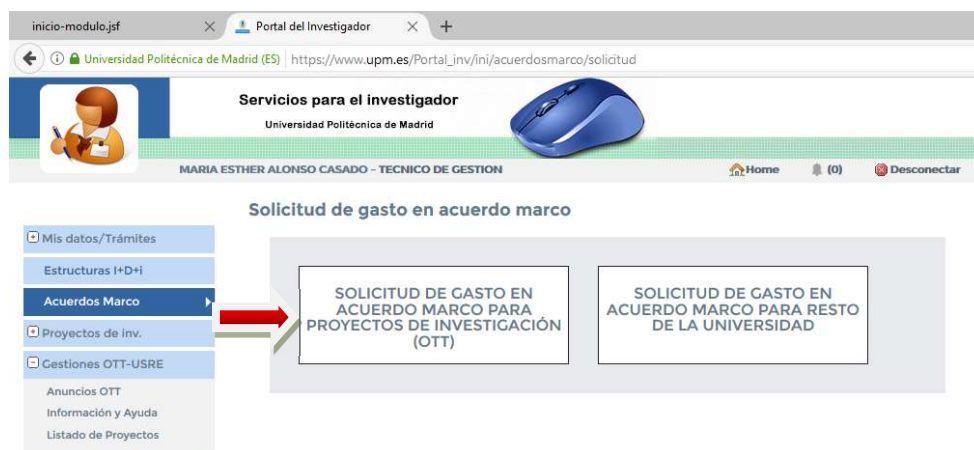 inicio-modulo.jsf
Portal del Investigador
Universidad Politécnica de Madrid (ES)
https://www.upm.es/Portal_inv/ini/acuerdosmarco/solicitud
Servicios para el investigador
Universidad Politécnica de Madrid
MARIA ESTHER ALONSO CASADO - TECNICO DE GESTION
Home
(0)
Desconectar
Solicitud de gasto en acuerdo marco
Mis datos/Trámites
Estructuras I+D+i
Acuerdos Marco
Proyectos de inv.
Gestiones OTT-USRE
Anuncios OTT
Información y Ayuda
Listado de Proyectos
SOLICITUD DE GASTO EN
ACUERDO MARCO PARA
PROYECTOS DE INVESTIGACIÓN
(OTT)
SOLICITUD DE GASTO EN
ACUERDO MARCO PARA RESTO
DE LA UNIVERSIDAD